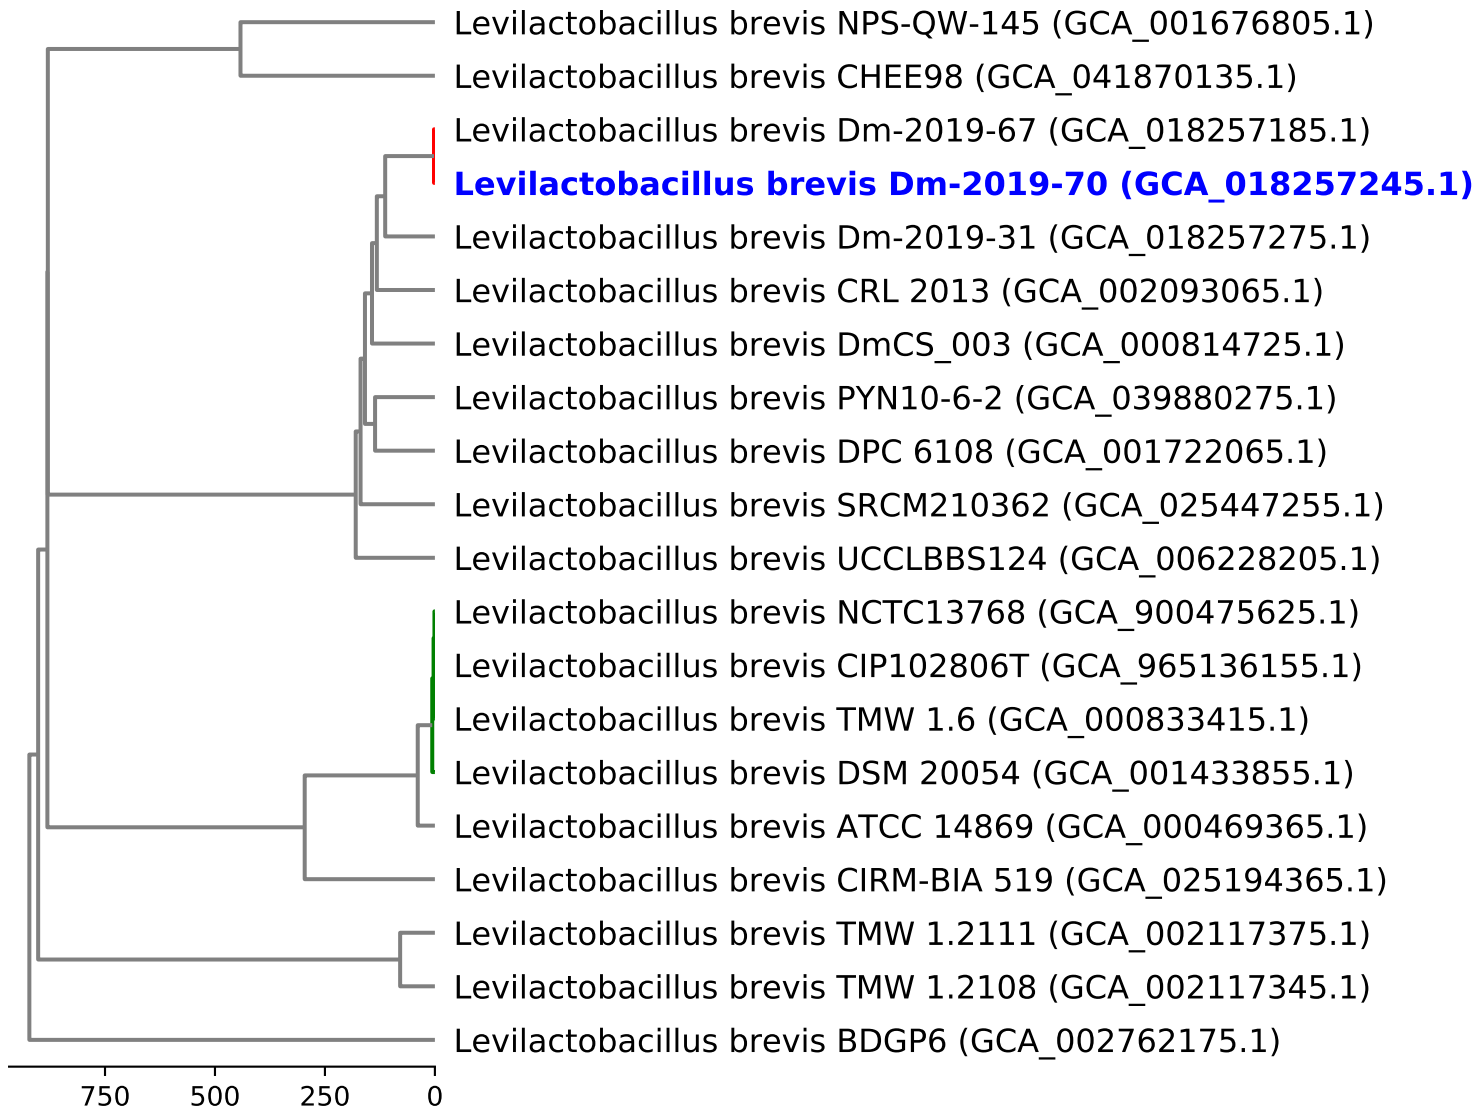 Levilactobacillus brevis NPS-QW-145 (GCA_001676805.1)
Levilactobacillus brevis CHEE98 (GCA_041870135.1)
Levilactobacillus brevis Dm-2019-67 (GCA_018257185.1)
Levilactobacillus brevis Dm-2019-70 (GCA_018257245.1)
Levilactobacillus brevis Dm-2019-31 (GCA_018257275.1)
Levilactobacillus brevis CRL 2013 (GCA_002093065.1)
Levilactobacillus brevis DmCS_003 (GCA_000814725.1)
Levilactobacillus brevis PYN10-6-2 (GCA_039880275.1)
Levilactobacillus brevis DPC 6108 (GCA_001722065.1)
Levilactobacillus brevis SRCM210362 (GCA_025447255.1)
Levilactobacillus brevis UCCLBBS124 (GCA_006228205.1)
Levilactobacillus brevis NCTC13768 (GCA_900475625.1)
Levilactobacillus brevis CIP102806T (GCA_965136155.1)
Levilactobacillus brevis TMW 1.6 (GCA_000833415.1)
Levilactobacillus brevis DSM 20054 (GCA_001433855.1)
Levilactobacillus brevis ATCC 14869 (GCA_000469365.1)
Levilactobacillus brevis CIRM-BIA 519 (GCA_025194365.1)
Levilactobacillus brevis TMW 1.2111 (GCA_002117375.1)
Levilactobacillus brevis TMW 1.2108 (GCA_002117345.1)
Levilactobacillus brevis BDGP6 (GCA_002762175.1)
750 500 250 0